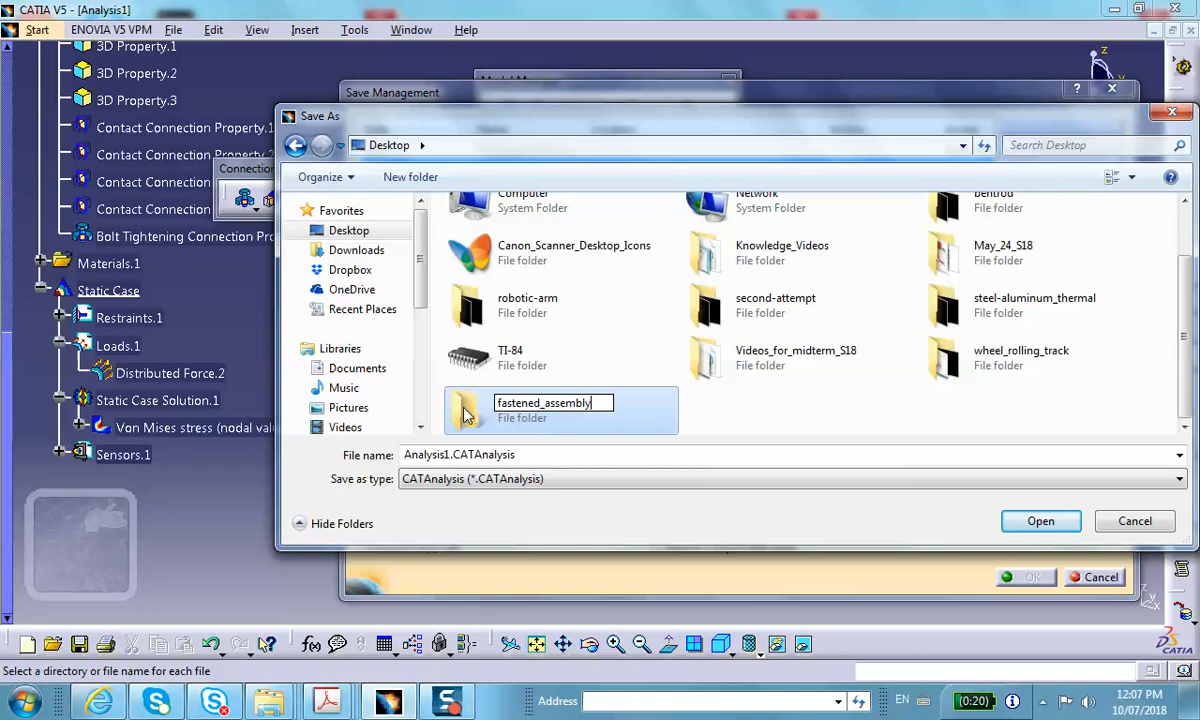 CATIA V5 - [Analysis1]
Start ENOVIA V5 VPM File Edit View Insert Tools Window Help
3D Property.1
3D Property.2
3D Property.3
Contact Connection Property.1
Contact Connection Property
Contact Connection
Contact Connection
Bolt Tightening Connection Pro
Materials.1
Static Case
Restraints.1
Loads.1
Distributed Force.2
Static Case Solution.1
Von Mises stress (nodal valu
Sensors.1
Connection
Save Management
Save As
Desktop
Search Desktop
Organize New folder
Favorites
Desktop
Downloads
Dropbox
OneDrive
Recent Places
Libraries
Documents
Music
Pictures
Videos
Computer
System Folder
Network
System Folder
bentrod
File folder
Canon_Scanner_Desktop_Icons
File folder
Knowledge_Videos
File folder
May_24_S18
File folder
robotic-arm
File folder
second-attempt
File folder
steel-aluminum_thermal
File folder
TI-84
File folder
Videos_for_midterm_S18
File folder
wheel_rolling_track
File folder
fastened_assembly
File folder
File name: Analysis1.CATAnalysis
Save as type: CATAnalysis (*.CATAnalysis)
Hide Folders
Open Cancel
OK Cancel
z
CATIA
Select a directory or file name for each file
Address
EN
(0:20)
12:07 PM
10/07/2018